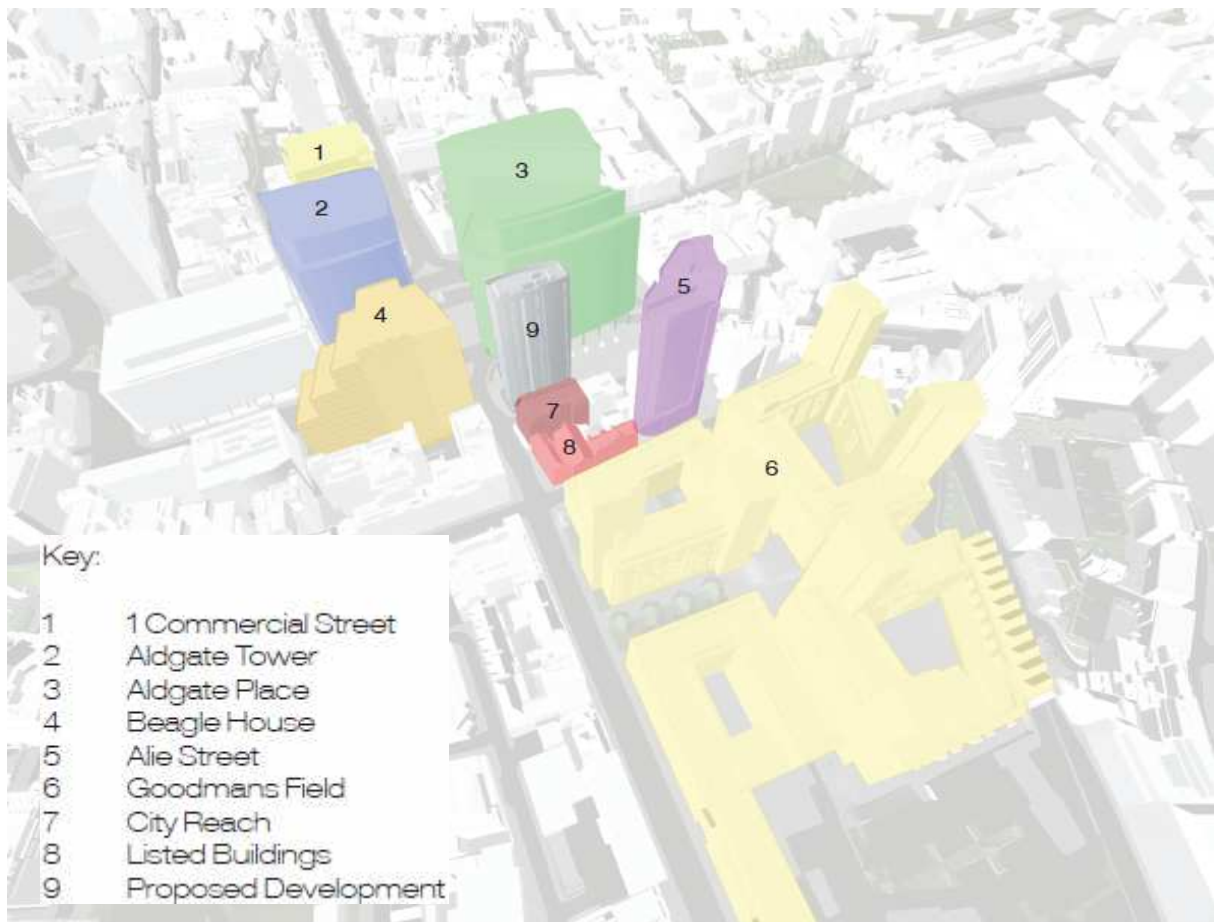 1
2
3
5
4
9
7
8
6
Key:
1 1 Commercial Street
2 Aldgate Tower
3 Aldgate Place
4 Beagle House
5 Alie Street
6 Goodmans Field
7 City Reach
8 Listed Buildings
9 Proposed Development